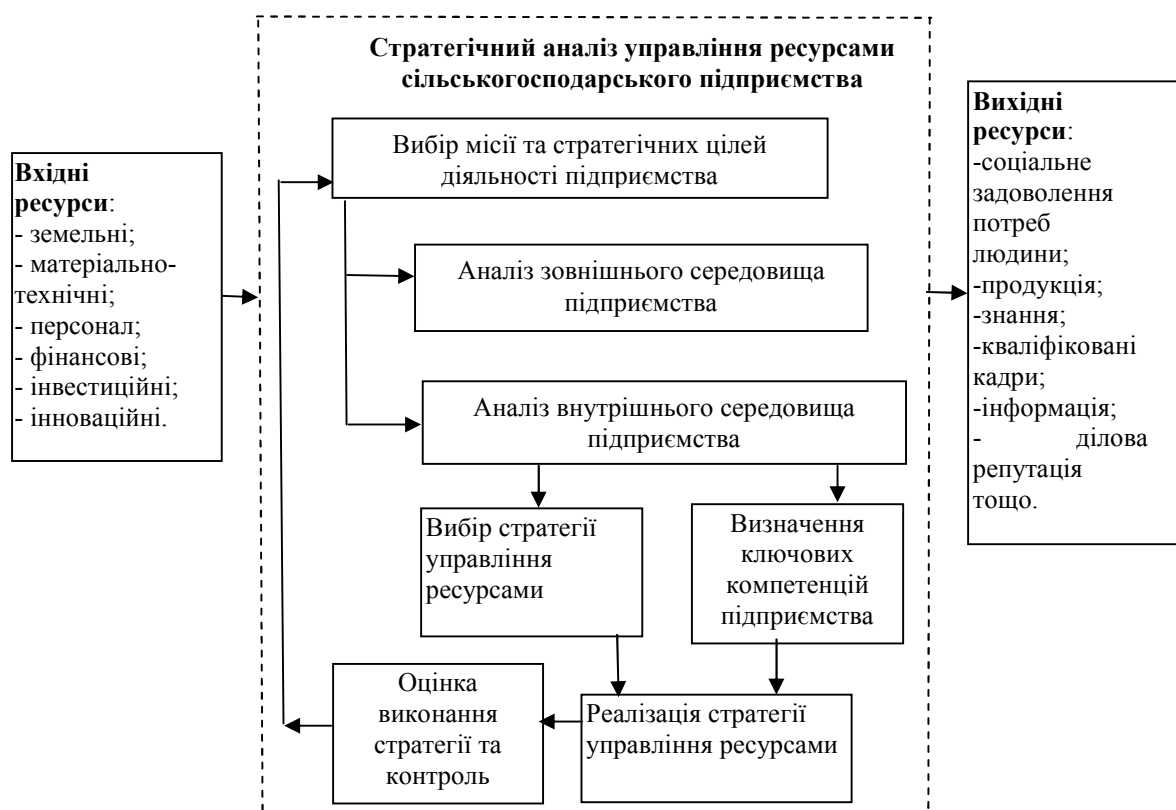 Стратегічний аналіз управління ресурсами
сільськогосподарського підприємства
Вхідні
ресурси:
- земельні;
- матеріально-
технічні;
- персонал;
- фінансові;
- інвестиційні;
- інноваційні.
Вибір місії та стратегічних цілей
діяльності підприємства
Аналіз зовнішнього середовища
підприємства
Аналіз внутрішнього середовища
підприємства
Вибір стратегії
управління
ресурсами
Визначення
ключових
компетенцій
підприємства
Оцінка
виконання
стратегії та
контроль
Реалізація стратегії
управління ресурсами
Вихідні
ресурси:
-соціальне
задоволення
потреб
людини;
-продукція;
-знання;
-кваліфіковані
кадри;
-інформація;
- ділова
репутація
тощо.